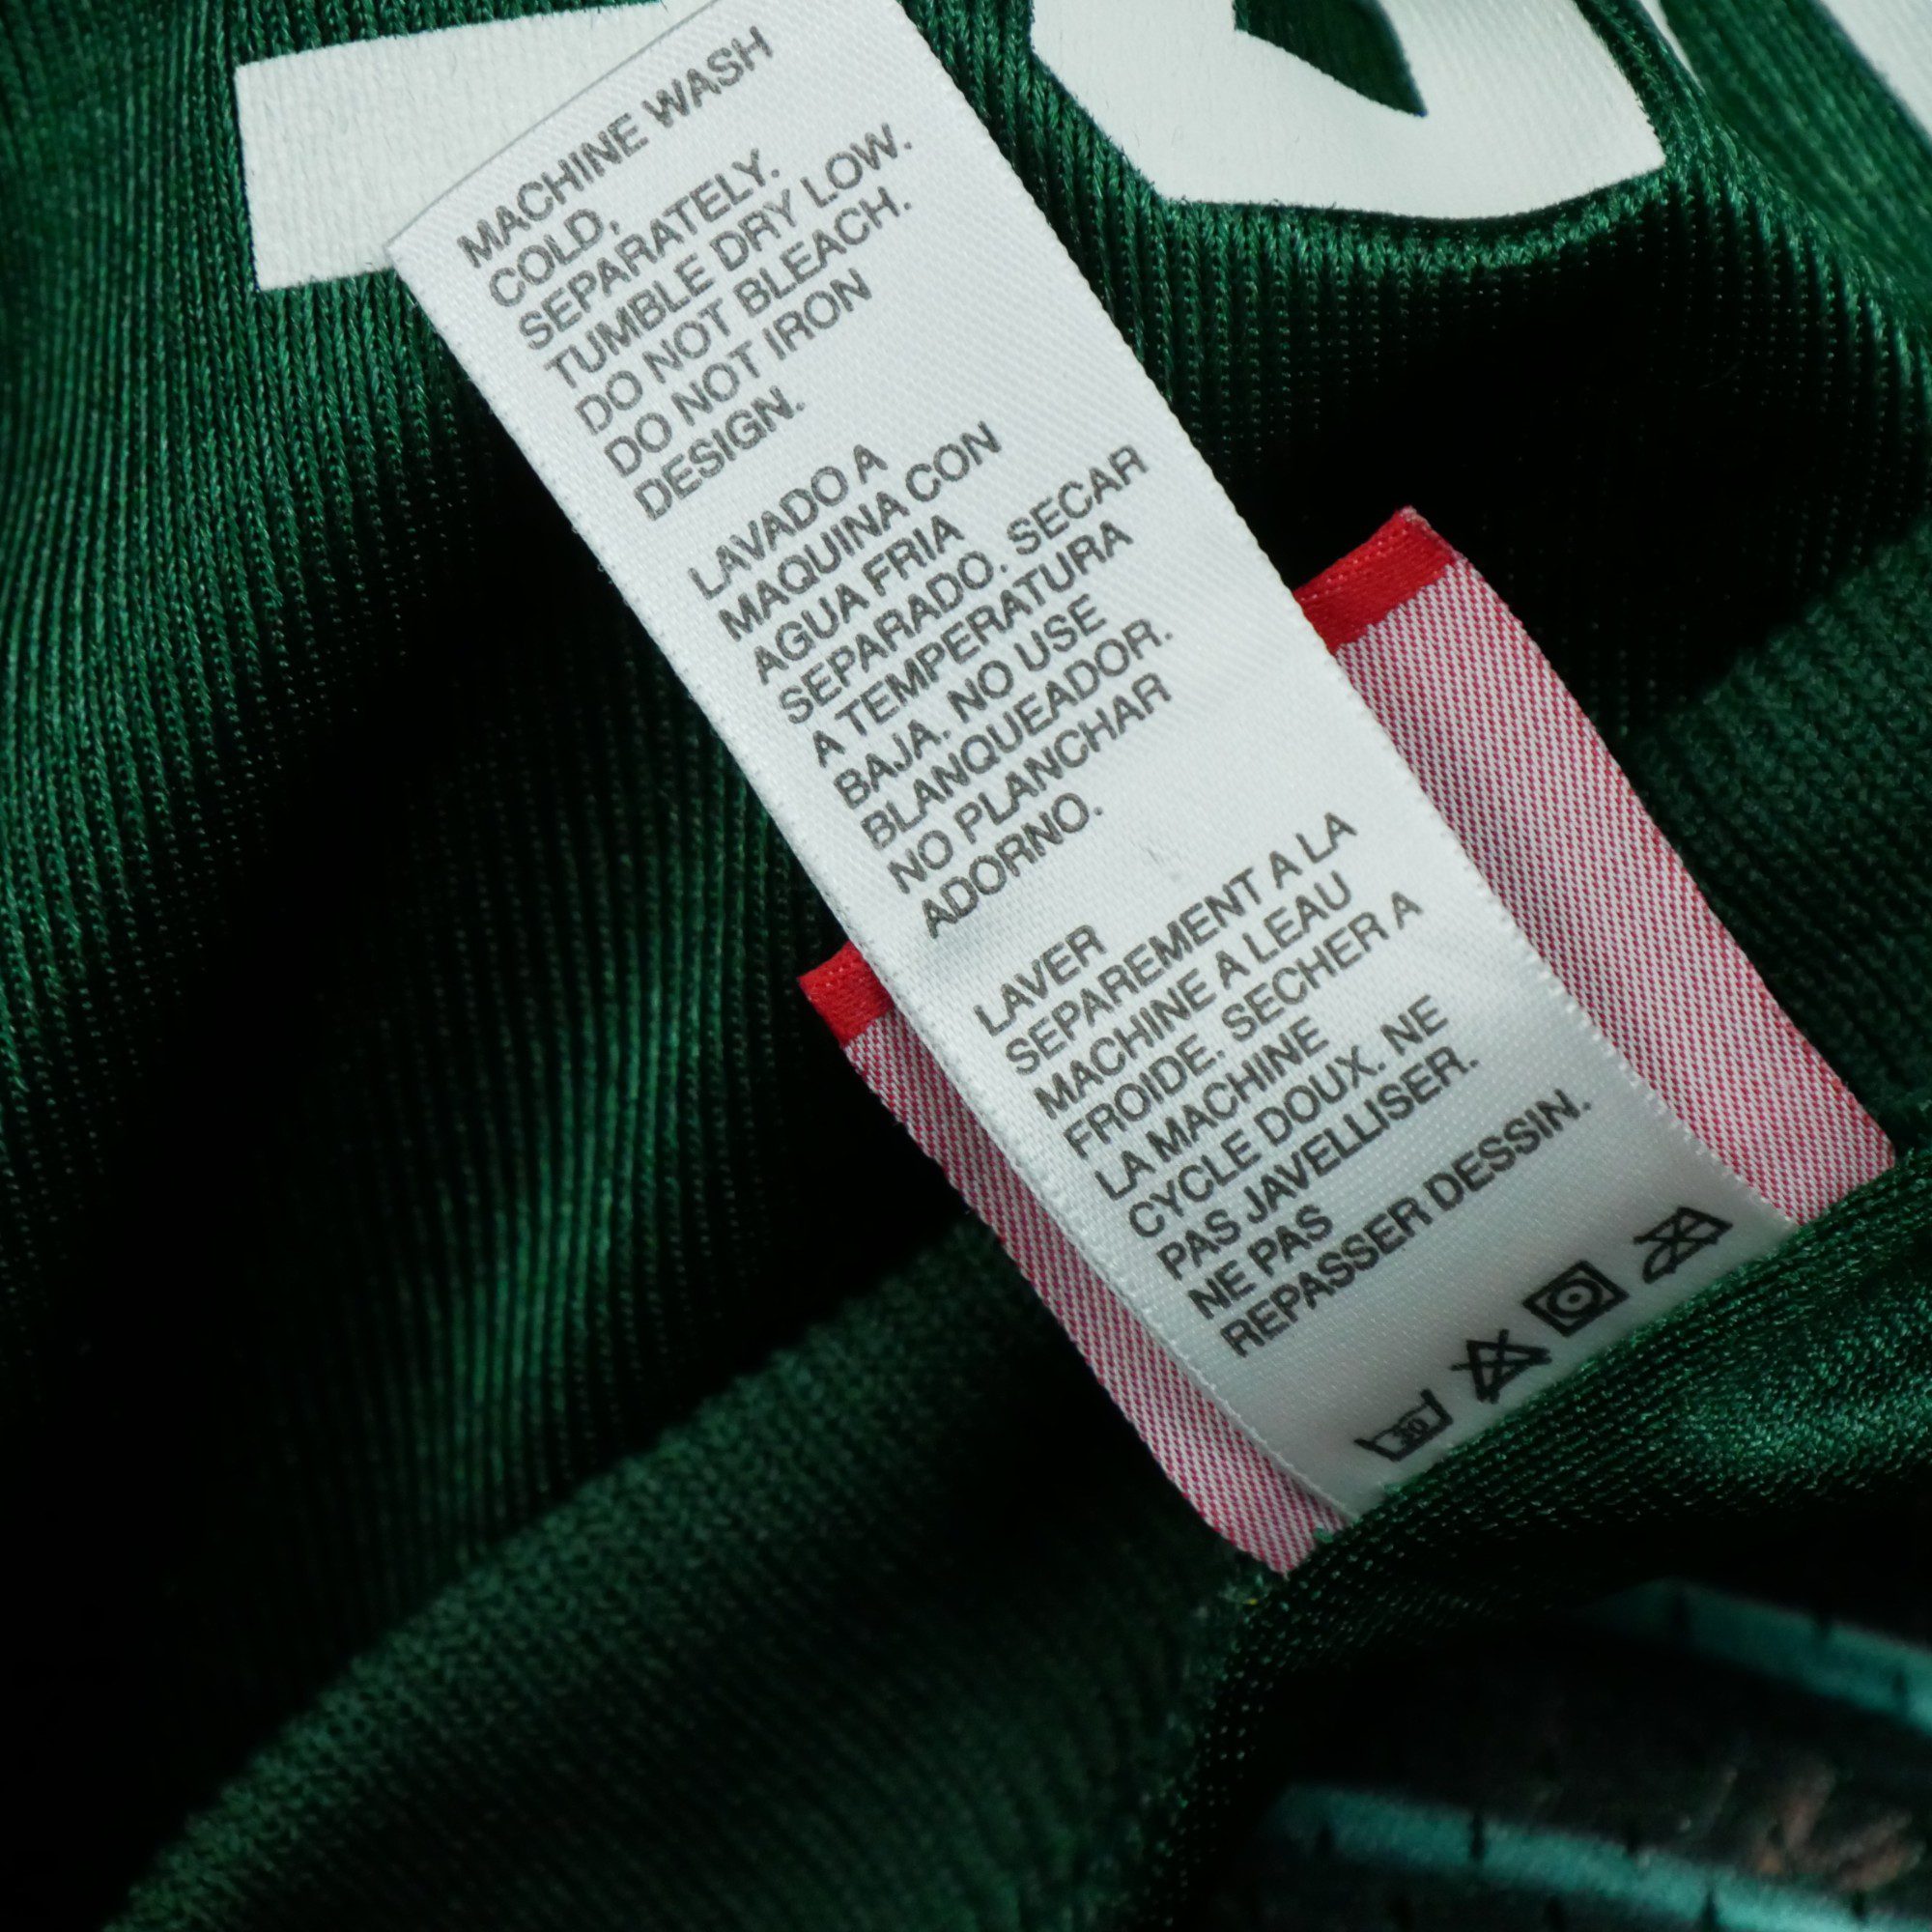 MACHINE WASH
COLD,
SEPARATELY.
TUMBLE DRY LOW.
DO NOT BLEACH.
DO NOT IRON
DESIGN.
LAVADO A
MAQUINA CON
AGUA FRIA
SEPARADO. SECAR
A TEMPERATURA
BAJA. NO USE
BLANQUEADOR.
NO PLANCHAR
ADORNO.
LAVER
SEPAREMENT A LA
MACHINE A LEAU
FROIDE. SECHER A
LA MACHINE
CYCLE DOUX. NE
PAS JAVELLISER.
NE PAS
REPASSER DESSIN.
30